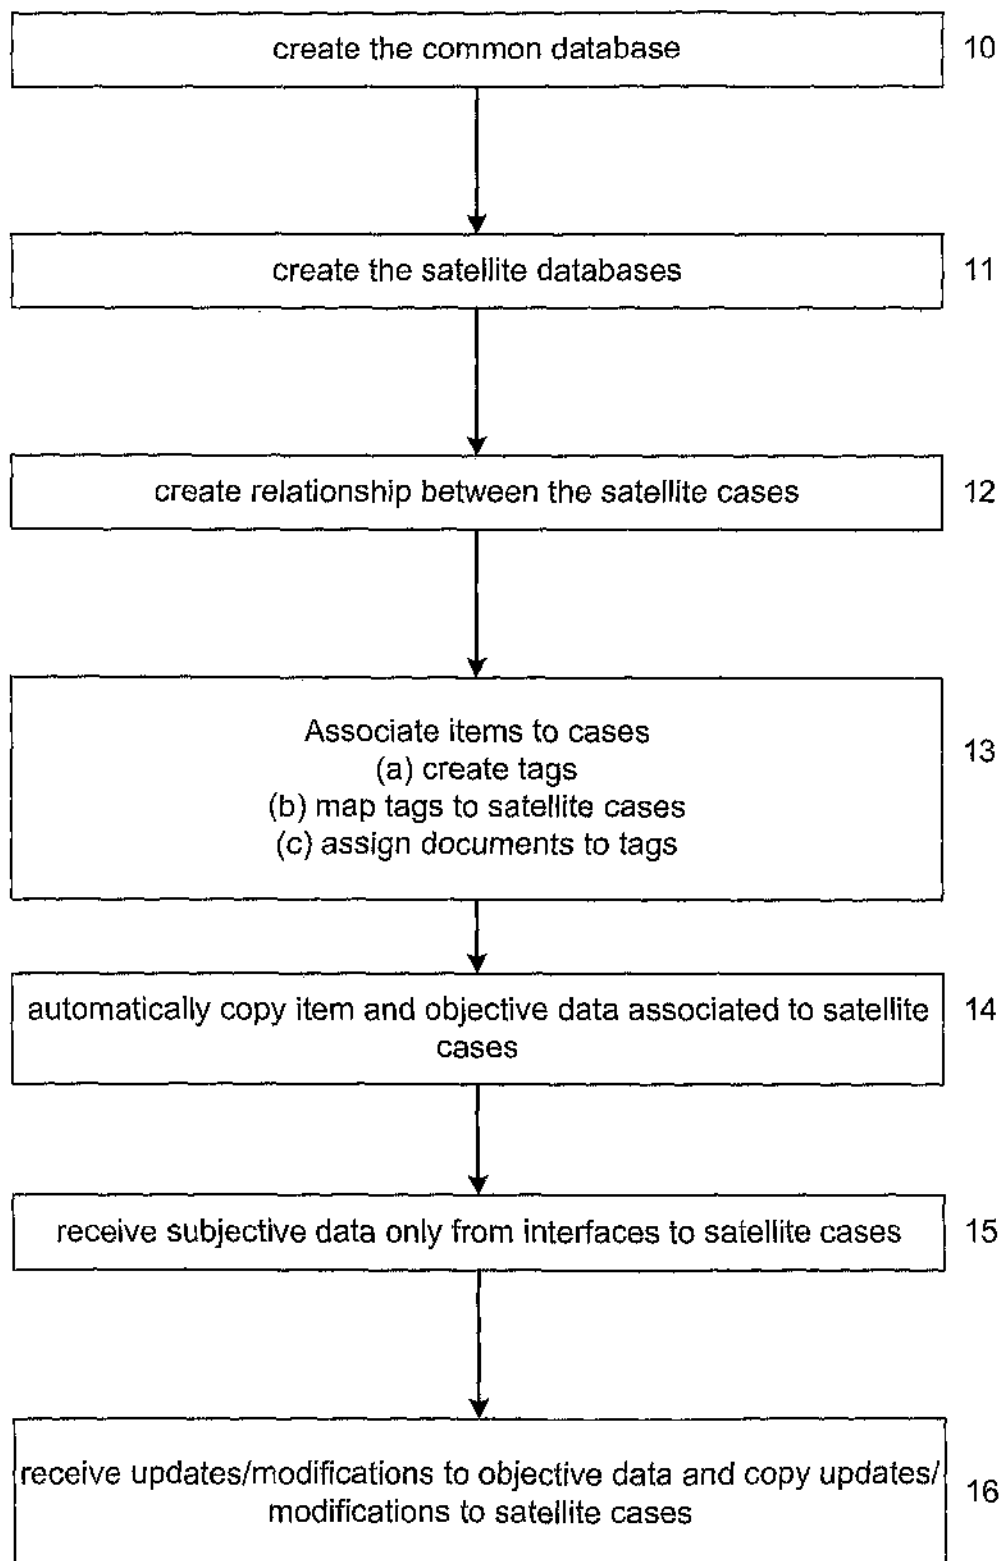 create the common database 10
create the satellite databases 11
create relationship between the satellite cases 12
Associate items to cases
(a) create tags
(b) map tags to satellite cases
(c) assign documents to tags
13
automatically copy item and objective data associated to satellite
cases
14
receive subjective data only from interfaces to satellite cases 15
receive updates/modifications to objective data and copy updates/
modifications to satellite cases
16